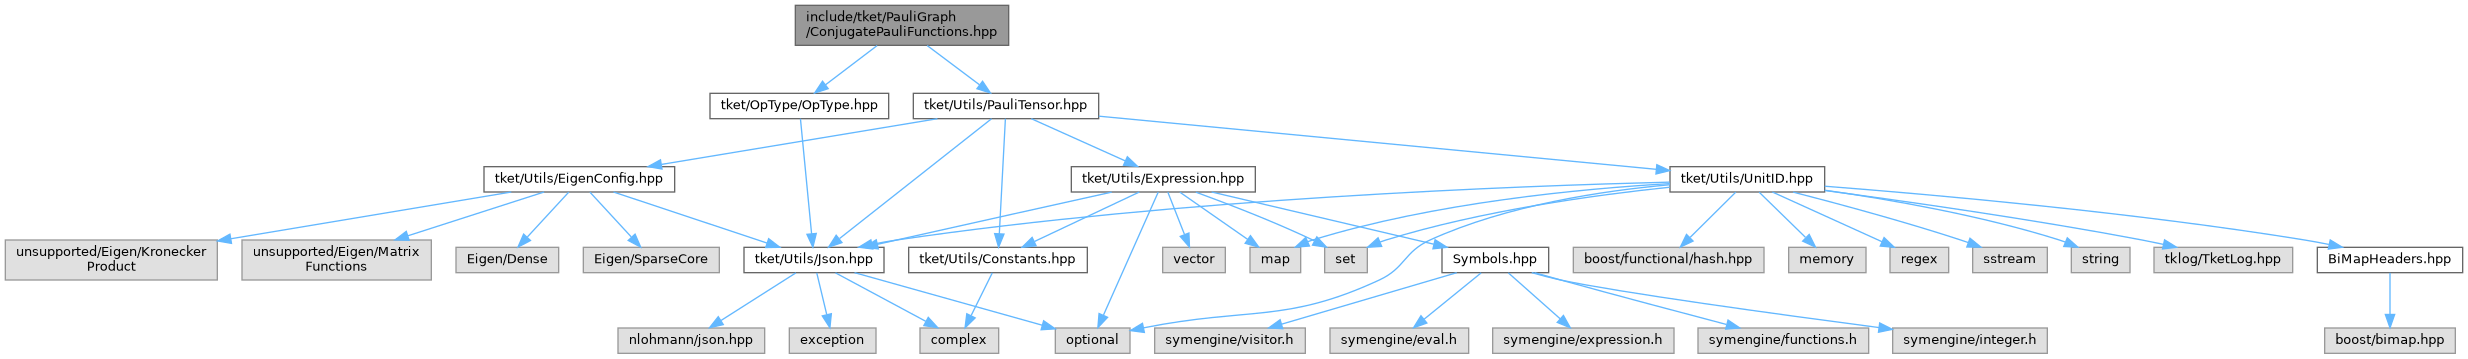 include/tket/PauliGraph
/ConjugatePauliFunctions.hpp
tket/OpType/OpType.hpp
tket/Utils/PauliTensor.hpp
tket/Utils/EigenConfig.hpp
tket/Utils/Expression.hpp
tket/Utils/UnitID.hpp
unsupported/Eigen/Kronecker
Product
unsupported/Eigen/Matrix
Functions
Eigen/Dense
Eigen/SparseCore
tket/Utils/Json.hpp
tket/Utils/Constants.hpp
vector
map
set
Symbols.hpp
boost/functional/hash.hpp
memory
regex
sstream
string
tklog/TketLog.hpp
BiMapHeaders.hpp
nlohmann/json.hpp
exception
complex
optional
symengine/visitor.h
symengine/eval.h
symengine/expression.h
symengine/functions.h
symengine/integer.h
boost/bimap.hpp